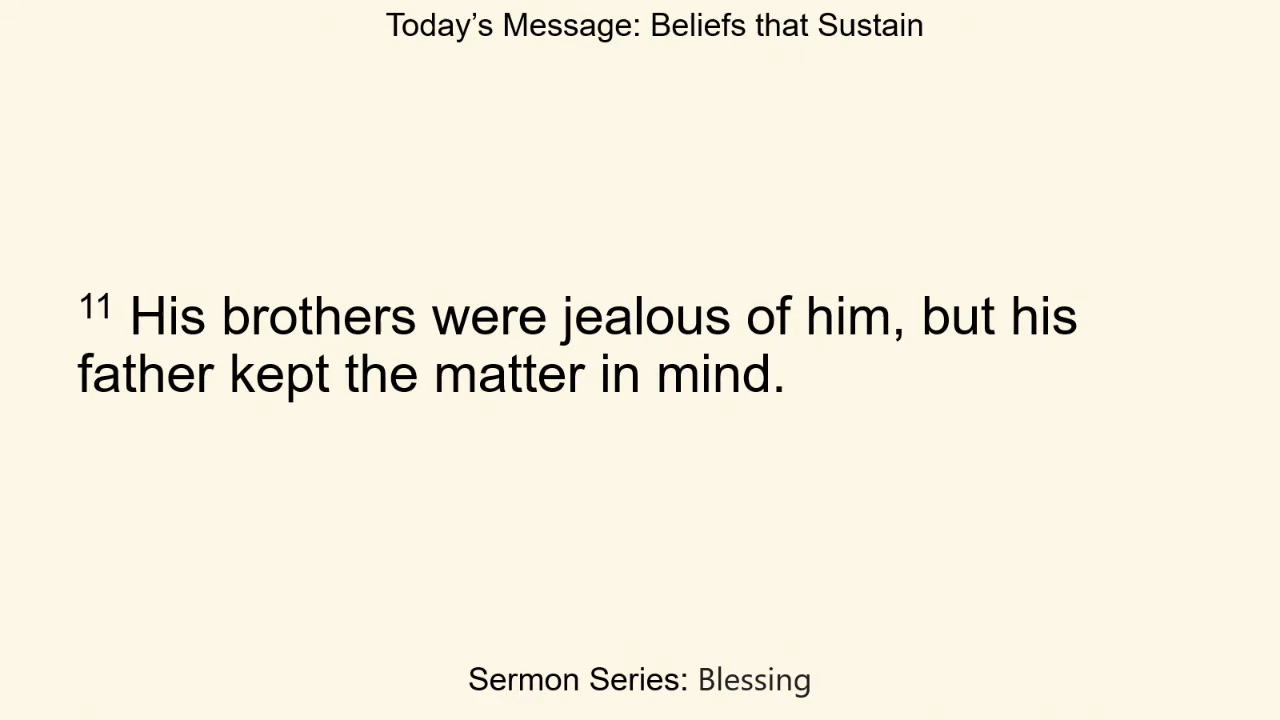 Today’s Message: Beliefs that Sustain
11 His brothers were jealous of him, but his
father kept the matter in mind.
Sermon Series: Blessing